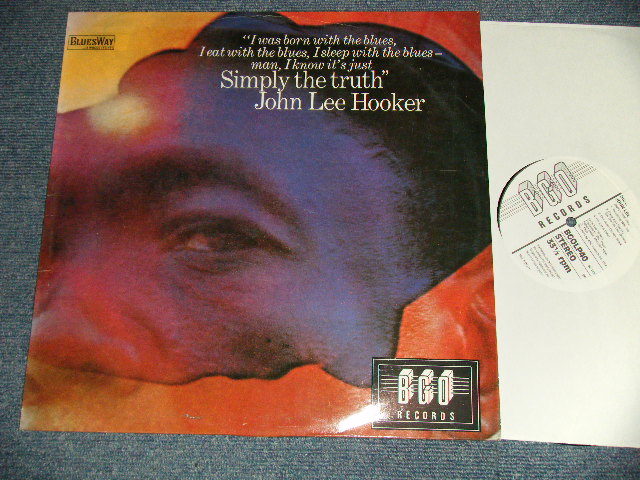 BLUESWAY
"I was born with the blues,
I eat with the blues, I sleep with the blues–
man, I know it's just
Simply the truth"
John Lee Hooker
BGO
RECORDS
BGO
RECORDS
BGOLP40
STEREO
33⅓ rpm